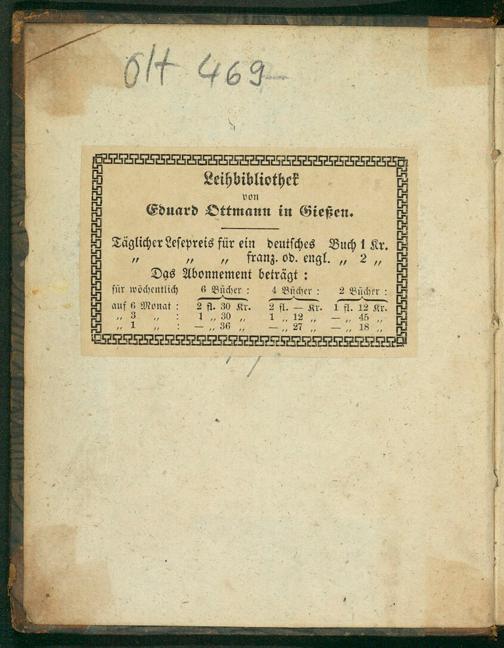 Ott 469
Leihbibliothek
von
Eduard Ottmann in Gießen.
Täglicher Lesepreis für ein deutsches Buch 1 Kr.
„ „ „ franz. od. engl. „ 2 „
Das Abonnement beträgt :
für wöchentlich 6 Bücher : 4 Bücher : 2 Bücher :
auf 6 Monat : 2 fl. 30 Kr. 2 fl. — Kr. 1 fl. 12 Kr.
„ 3 „ : 1 „ 30 „ 1 „ 12 „ — „ 45 „
„ 1 „ : — „ 36 „ — „ 27 „ — „ 18 „